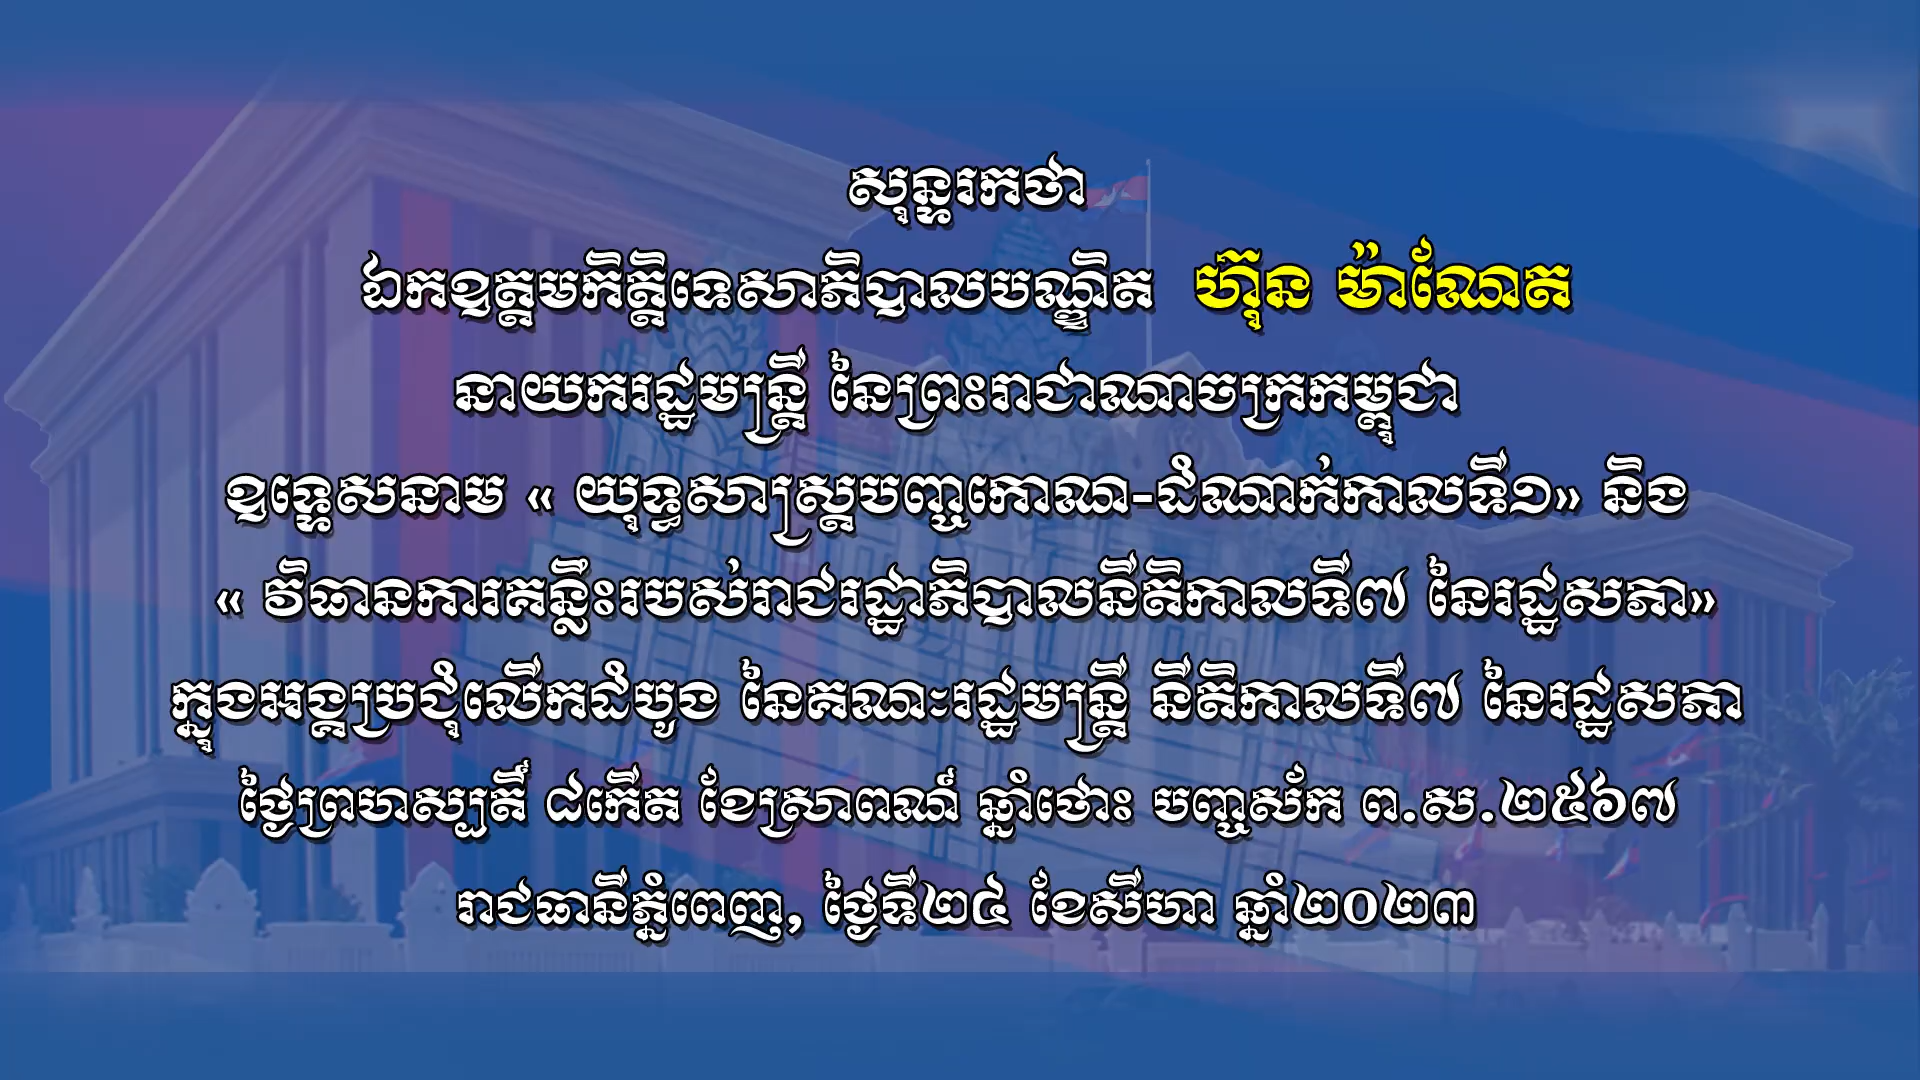 សុន្ទរកថា
ឯកឧត្តមកិត្តិទេសាភិបាលបណ្ឌិត ហ៊ុន ម៉ាណែត
នាយករដ្ឋមន្ត្រី នៃព្រះរាជាណាចក្រកម្ពុជា
ឧទ្ទេសនាម « យុទ្ធសាស្ត្របញ្ចកោណ-ដំណាក់កាលទី១» និង
« វិធានការគន្លឹះរបស់រាជរដ្ឋាភិបាលនីតិកាលទី៧ នៃរដ្ឋសភា»
ក្នុងអង្គប្រជុំលើកដំបូង នៃគណៈរដ្ឋមន្ត្រី នីតិកាលទី៧ នៃរដ្ឋសភា
ថ្ងៃព្រហស្បតិ៍ ៨កើត ខែស្រាពណ៍ ឆ្នាំថោះ បញ្ចស័ក ព.ស.២៥៦៧
រាជធានីភ្នំពេញ, ថ្ងៃទី២៤ ខែសីហា ឆ្នាំ២០២៣